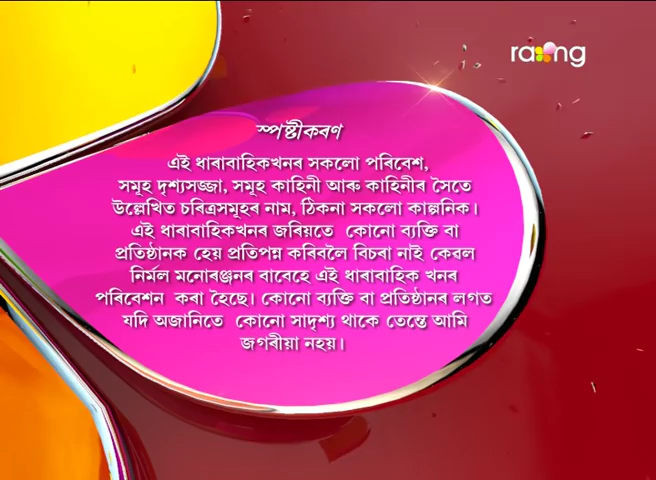 rang
স্পষ্টীকৰণ
এই ধাৰাবাহিকখনৰ সকলো পৰিবেশ,
সমূহ দৃশ্যসজ্জা, সমূহ কাহিনী আৰু কাহিনীৰ সৈতে
উল্লেখিত চৰিত্ৰসমূহৰ নাম, ঠিকনা সকলো কাল্পনিক।
এই ধাৰাবাহিকখনৰ জৰিয়তে কোনো ব্যক্তি বা
প্ৰতিষ্ঠানক হেয় প্ৰতিপন্ন কৰিবলৈ বিচৰা নাই কেৱল
নিৰ্মল মনোৰঞ্জনৰ বাবেহে এই ধাৰাবাহিক খনৰ
পৰিবেশন কৰা হৈছে। কোনো ব্যক্তি বা প্ৰতিষ্ঠানৰ লগত
যদি অজানিতে কোনো সাদৃশ্য থাকে তেন্তে আমি
জগৰীয়া নহয়।